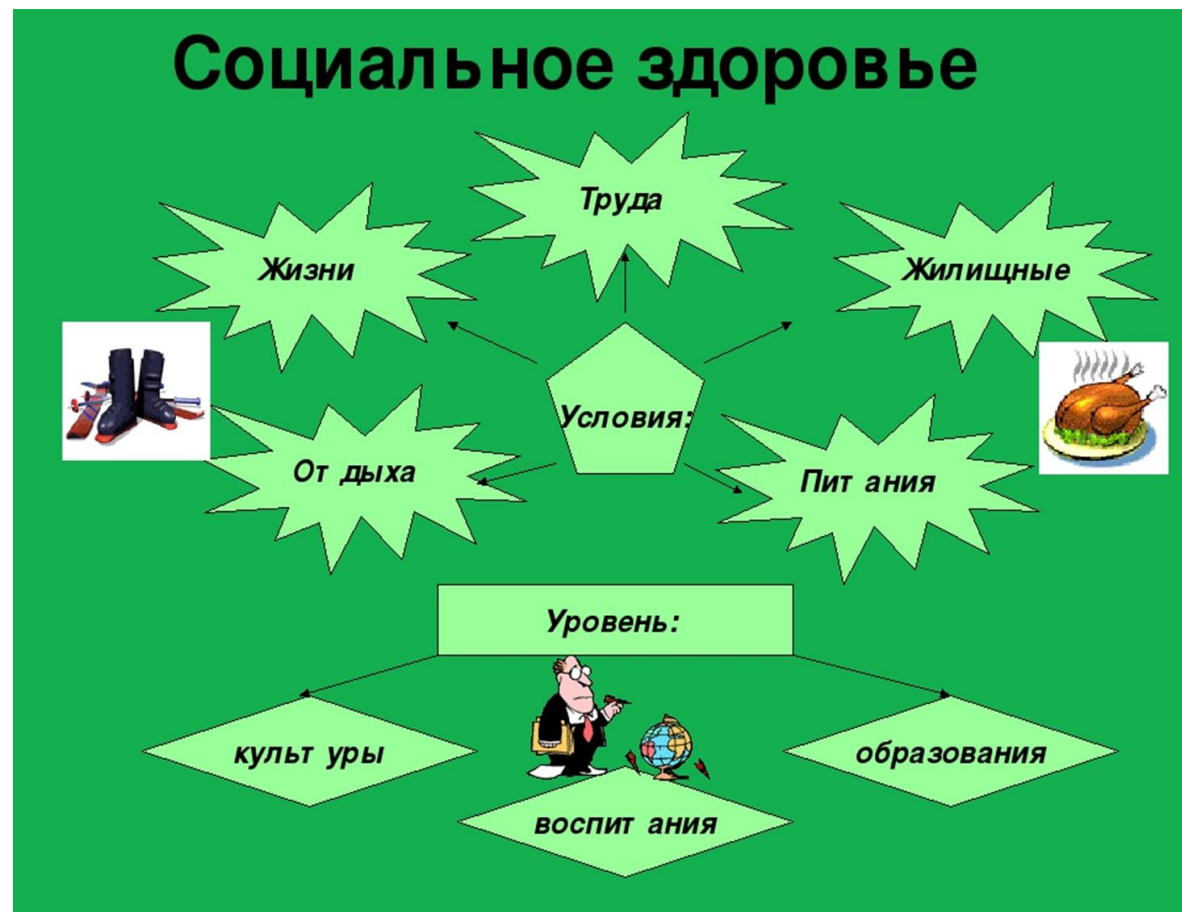 Социальное здоровье
Труда
Жизни
Жилищные
Условия:
От дыха
Пит ания
Уровень:
культ уры
образования
воспит ания